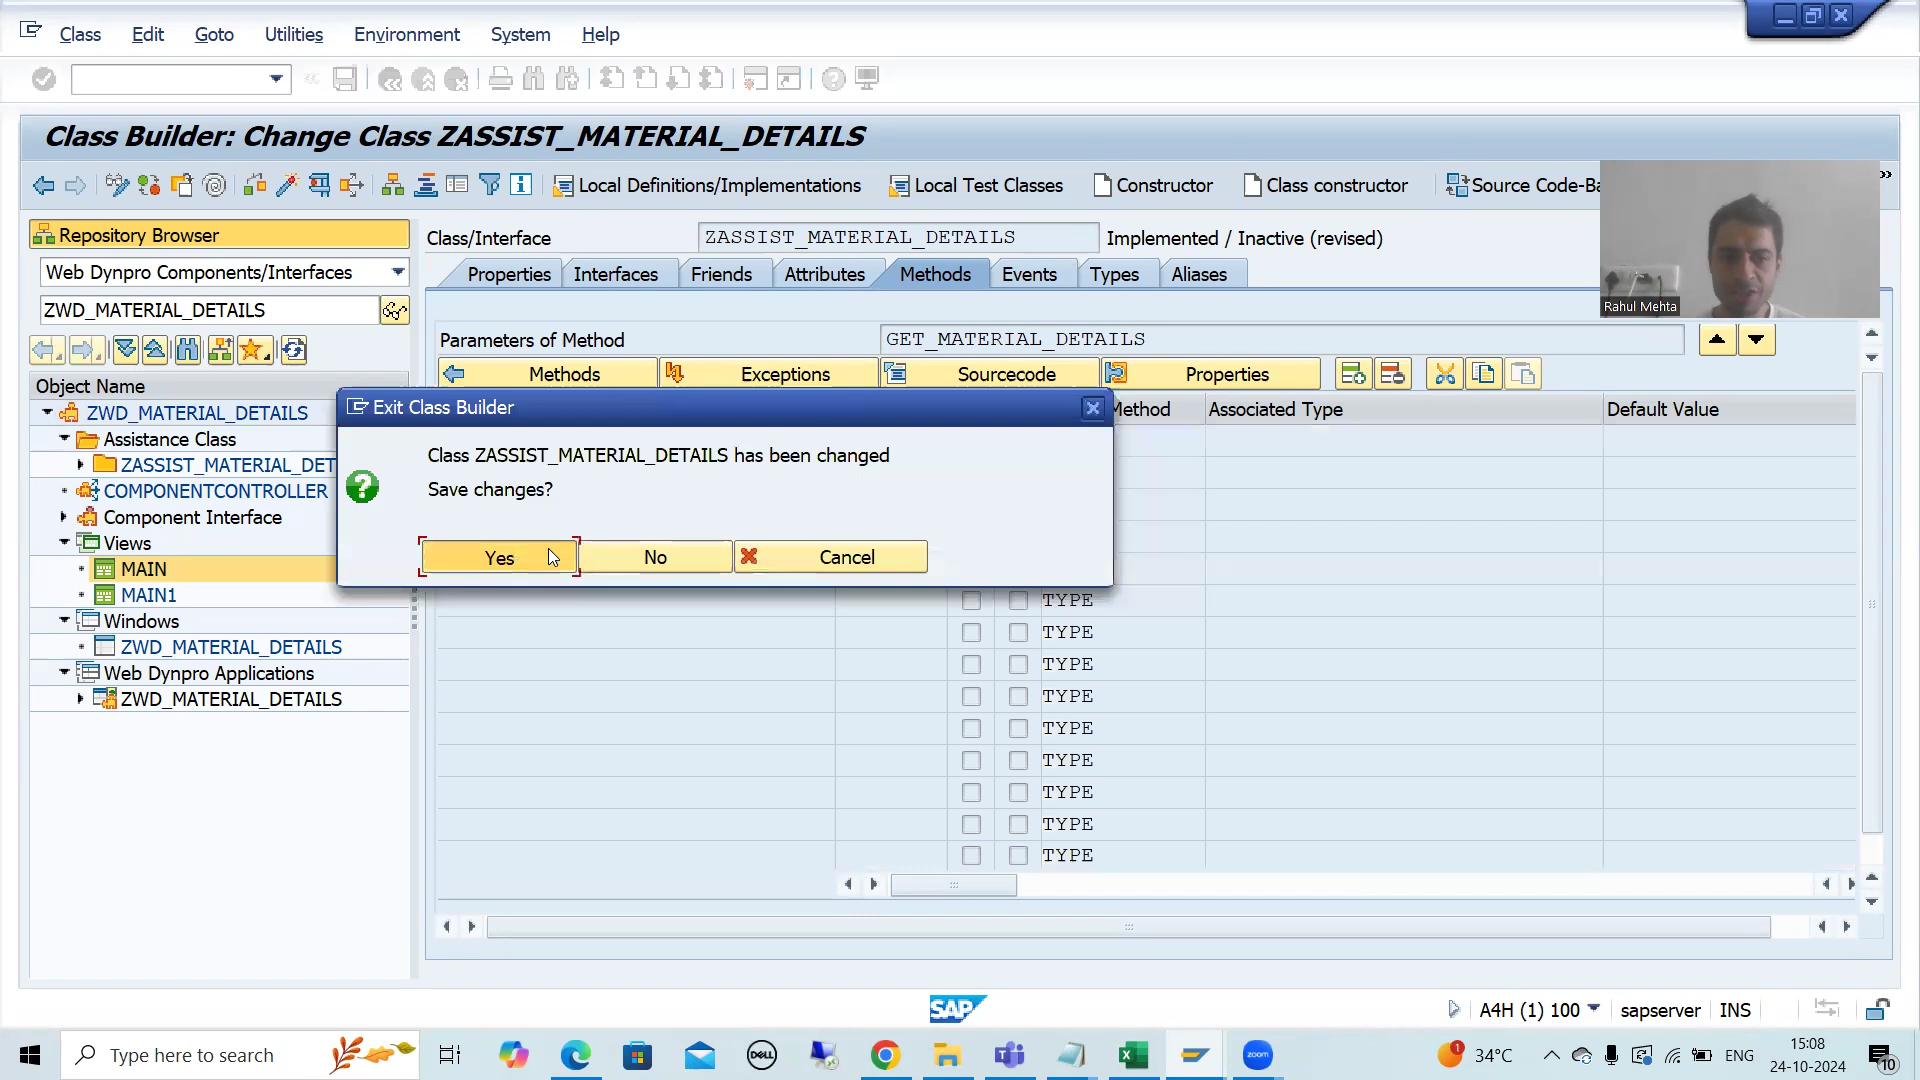 Class Edit Goto Utilities Environment System Help
Class Builder: Change Class ZASSIST_MATERIAL_DETAILS
Local Definitions/Implementations Local Test Classes Constructor Class constructor Source Code-Ba
Repository Browser
Web Dynpro Components/Interfaces
ZWD_MATERIAL_DETAILS
Object Name
ZWD_MATERIAL_DETAILS
Assistance Class
ZASSIST_MATERIAL_DET
COMPONENTCONTROLLER
Component Interface
Views
MAIN
MAIN1
Windows
ZWD_MATERIAL_DETAILS
Web Dynpro Applications
ZWD_MATERIAL_DETAILS
Class/Interface ZASSIST_MATERIAL_DETAILS Implemented / Inactive (revised)
Properties Interfaces Friends Attributes Methods Events Types Aliases
Rahul Mehta
Parameters of Method GET_MATERIAL_DETAILS
Methods Exceptions Sourcecode Properties
Method Associated Type Default Value
Exit Class Builder
Class ZASSIST_MATERIAL_DETAILS has been changed
Save changes?
Yes No Cancel
TYPE
TYPE
TYPE
TYPE
TYPE
TYPE
TYPE
TYPE
TYPE
SAP
A4H (1) 100 sapserver INS
Type here to search
DELL
zoom
1
34°C
ENG
15:08
24-10-2024
10